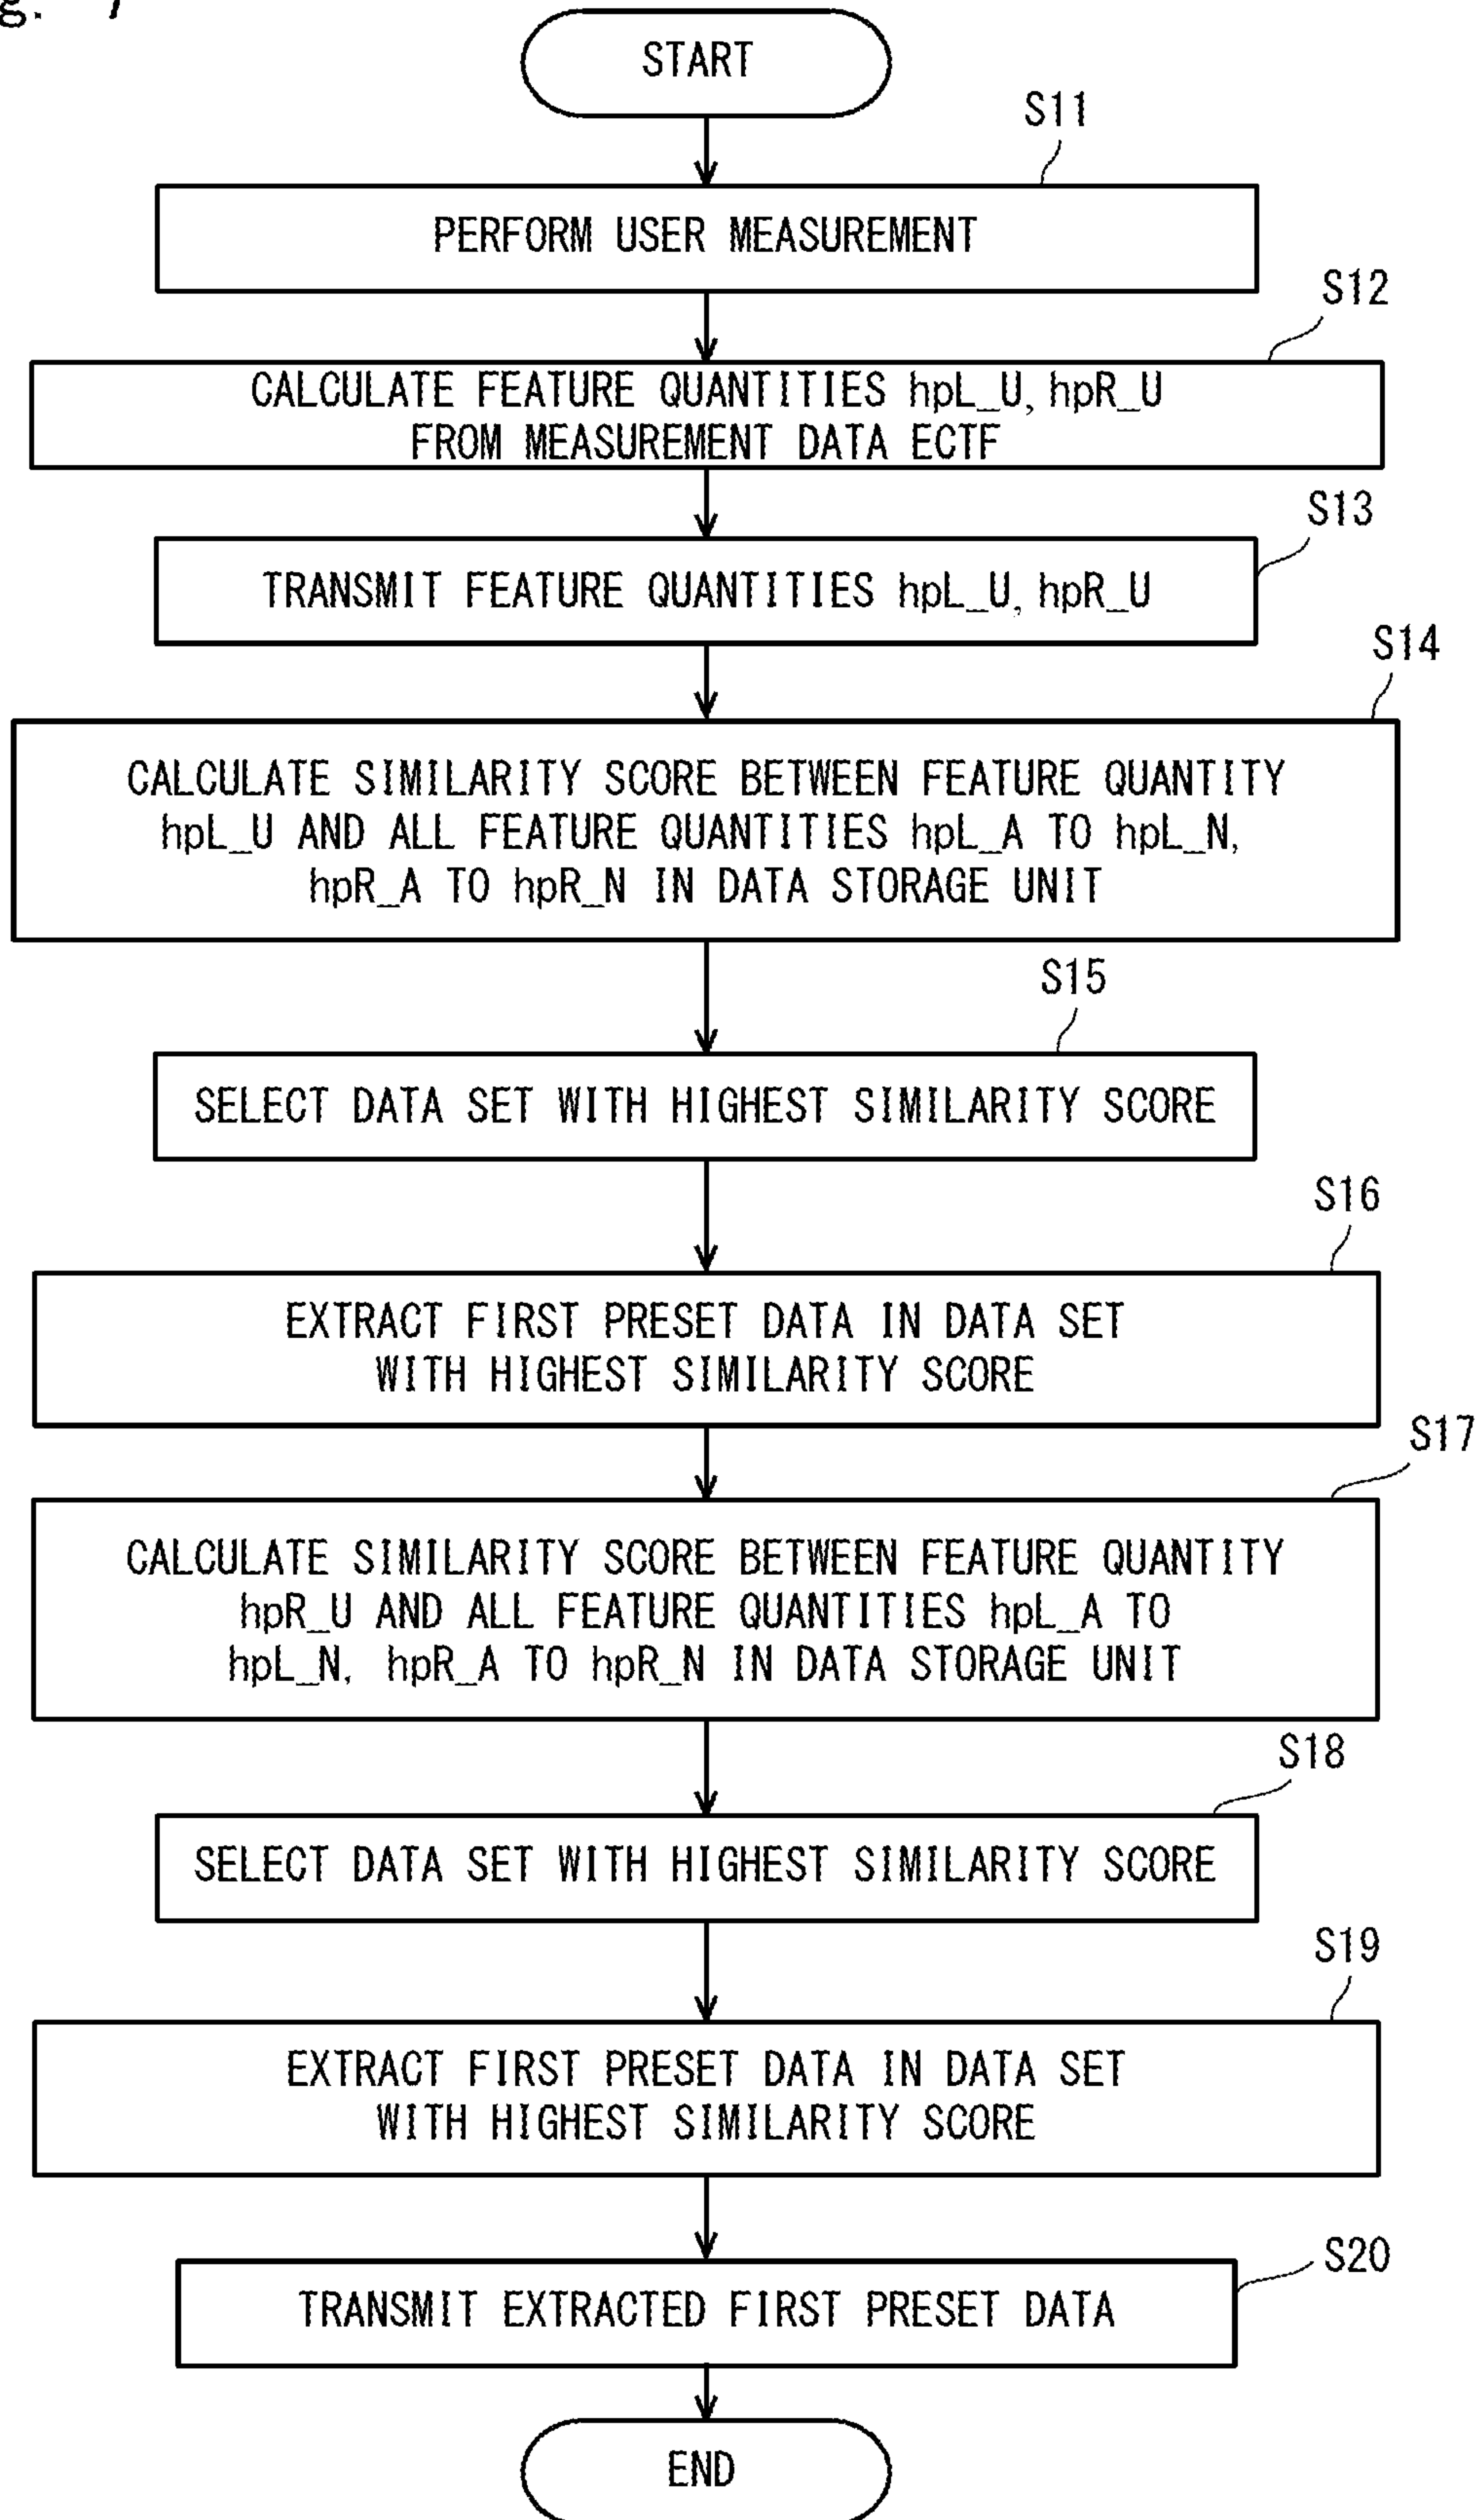 g. 7
START
S11
PERFORM USER MEASUREMENT
S12
CALCULATE FEATURE QUANTITIES hpL_U, hpR_U
FROM MEASUREMENT DATA ECTF
S13
TRANSMIT FEATURE QUANTITIES hpL_U, hpR_U
S14
CALCULATE SIMILARITY SCORE BETWEEN FEATURE QUANTITY
hpL_U AND ALL FEATURE QUANTITIES hpL_A TO hpL_N,
hpR_A TO hpR_N IN DATA STORAGE UNIT
S15
SELECT DATA SET WITH HIGHEST SIMILARITY SCORE
S16
EXTRACT FIRST PRESET DATA IN DATA SET
WITH HIGHEST SIMILARITY SCORE
S17
CALCULATE SIMILARITY SCORE BETWEEN FEATURE QUANTITY
hpR_U AND ALL FEATURE QUANTITIES hpL_A TO
hpL_N, hpR_A TO hpR_N IN DATA STORAGE UNIT
S18
SELECT DATA SET WITH HIGHEST SIMILARITY SCORE
S19
EXTRACT FIRST PRESET DATA IN DATA SET
WITH HIGHEST SIMILARITY SCORE
S20
TRANSMIT EXTRACTED FIRST PRESET DATA
END